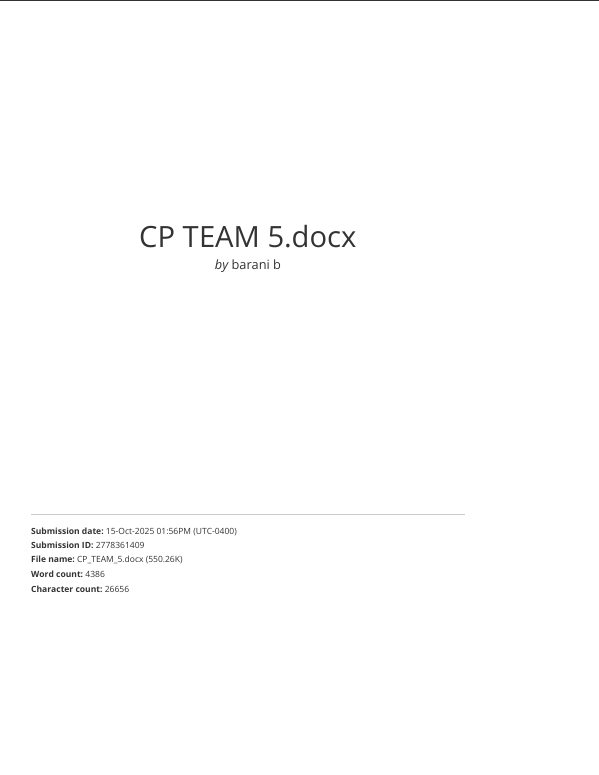 CP TEAM 5.docx
by barani b
Submission date: 15-Oct-2025 01:56PM (UTC-0400)
Submission ID: 2778361409
File name: CP_TEAM_5.docx (550.26K)
Word count: 4386
Character count: 26656